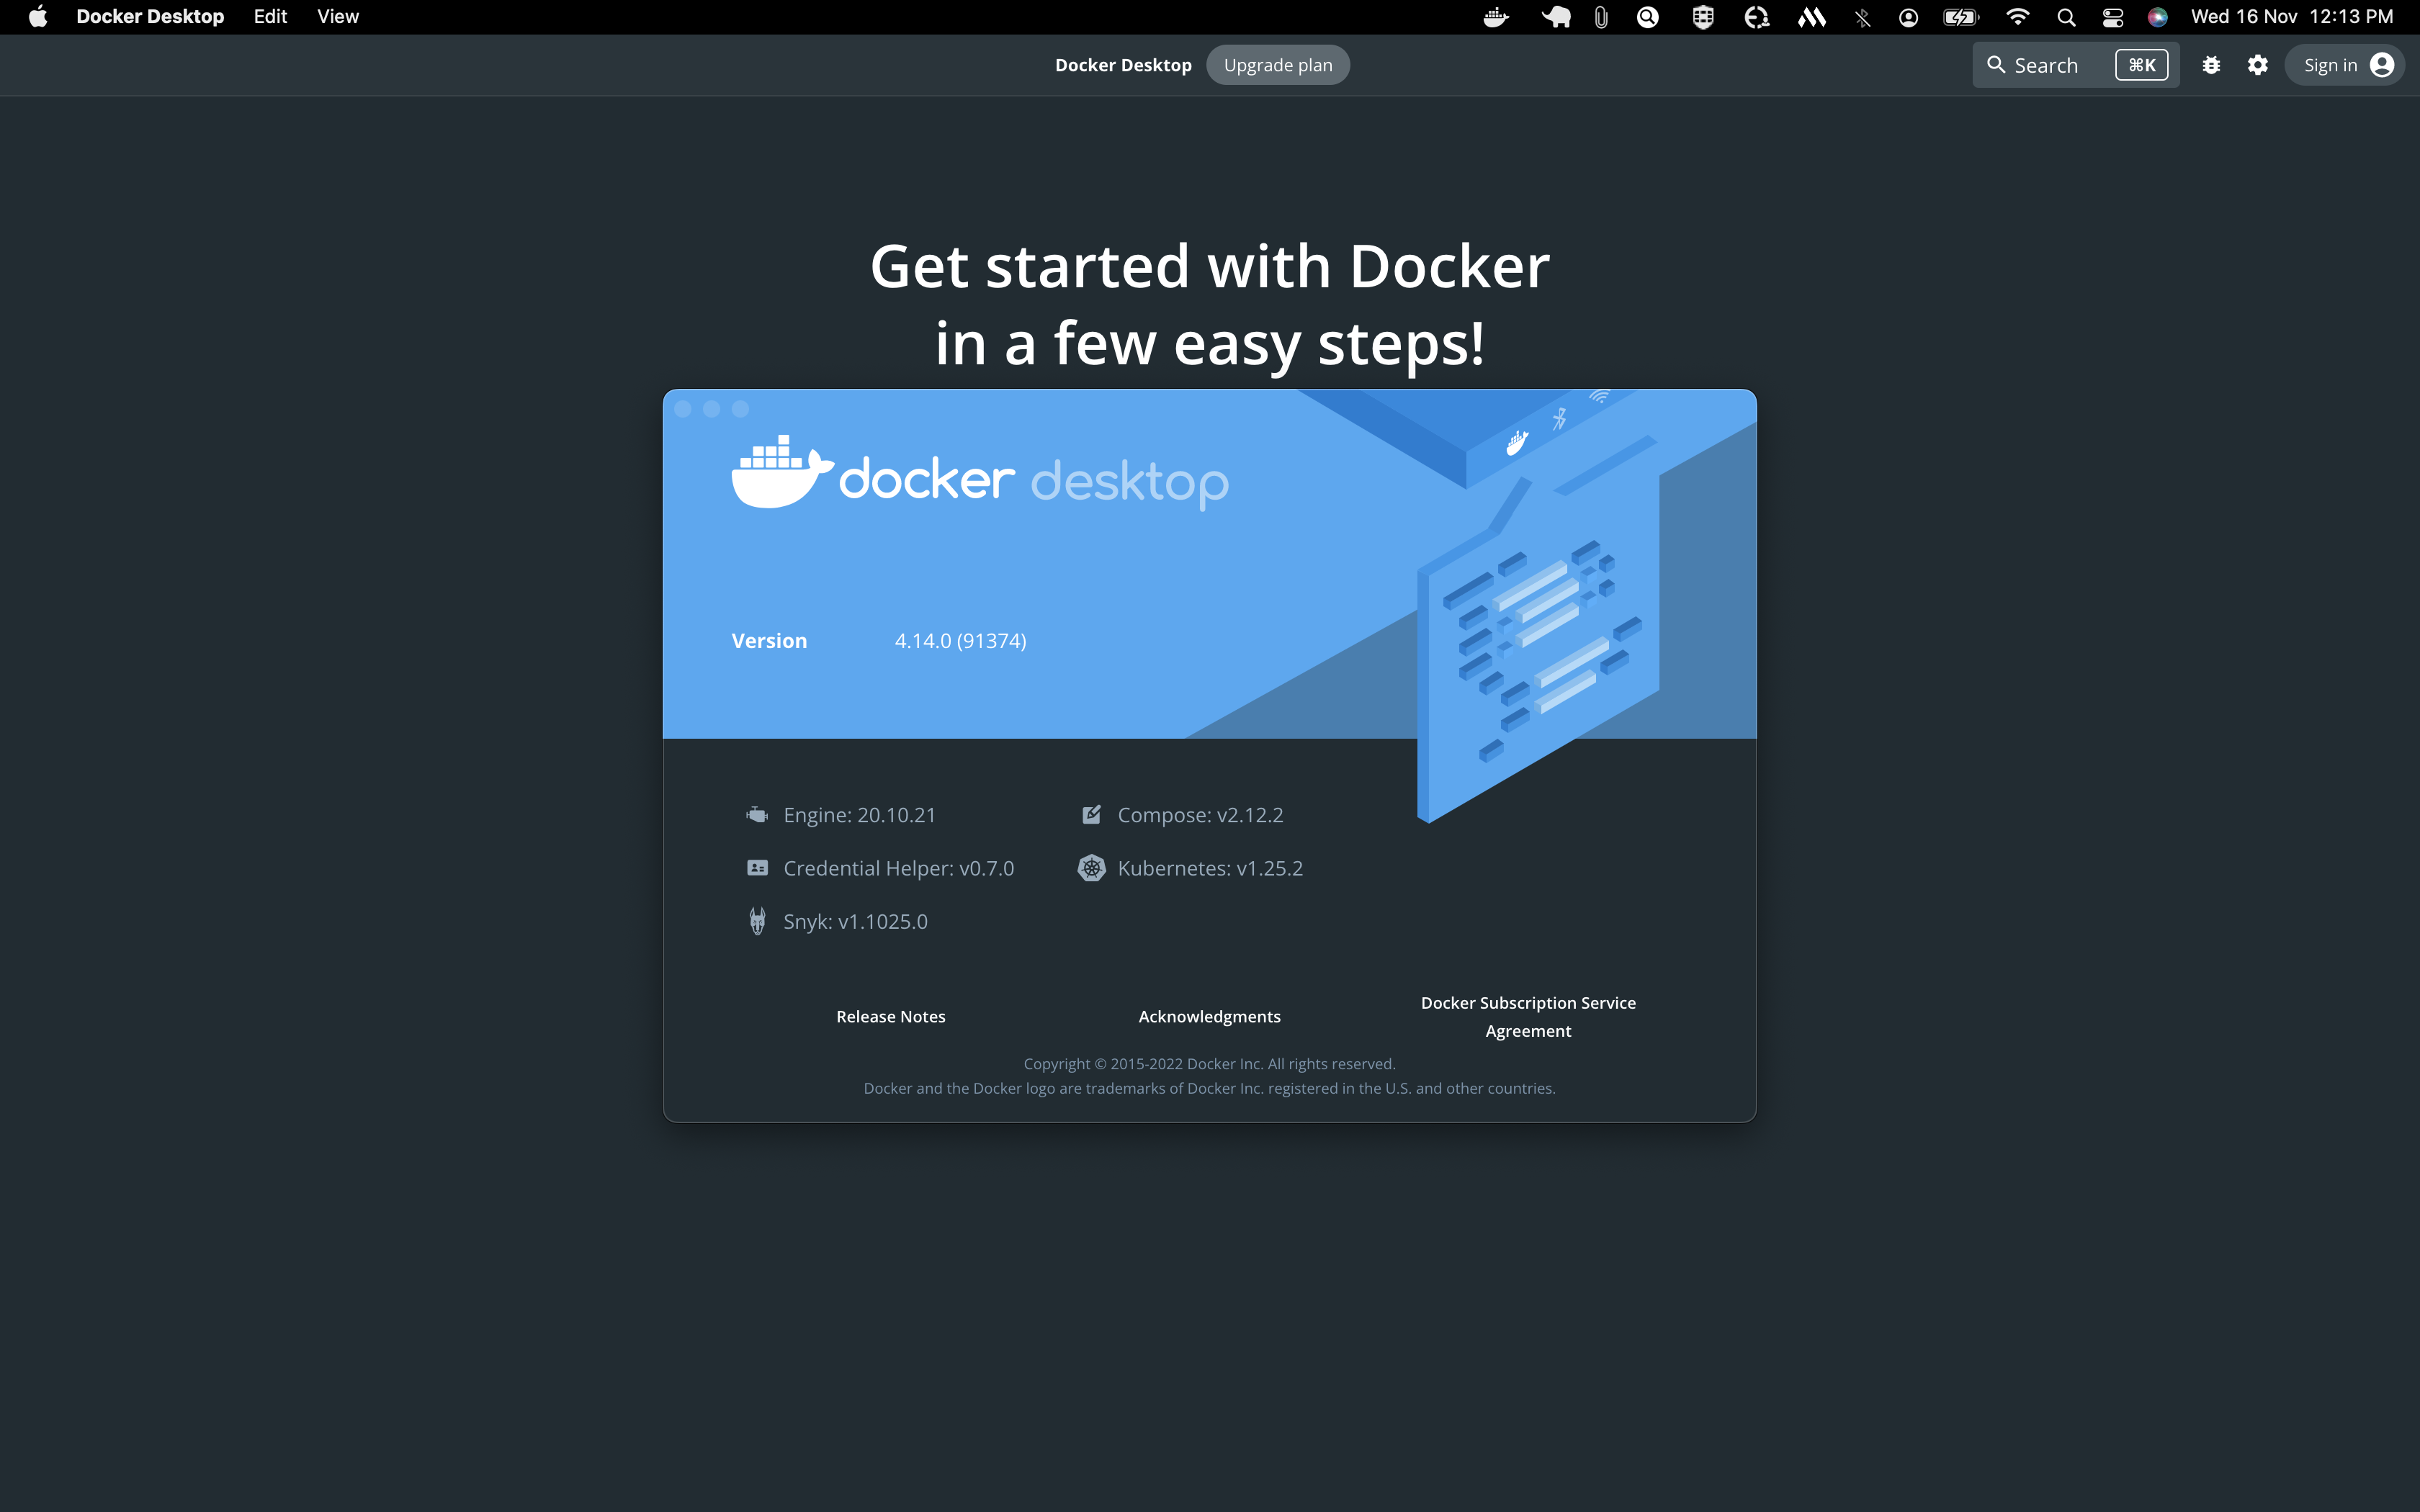 Docker Desktop Edit View Wed 16 Nov 12:13 PM
Docker Desktop Upgrade plan Search ⌘K Sign in
Get started with Docker
in a few easy steps!
docker desktop
Version 4.14.0 (91374)
Engine: 20.10.21 Compose: v2.12.2
Credential Helper: v0.7.0 Kubernetes: v1.25.2
Snyk: v1.1025.0
Release Notes
Acknowledgments
Docker Subscription Service
Agreement
Copyright © 2015-2022 Docker Inc. All rights reserved.
Docker and the Docker logo are trademarks of Docker Inc. registered in the U.S. and other countries.